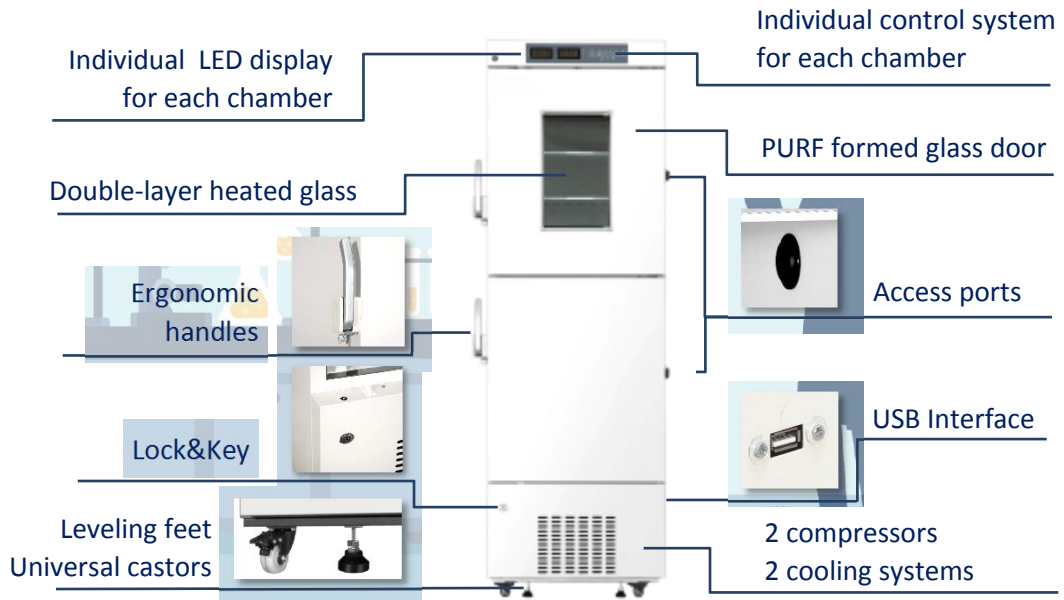 Individual LED display
for each chamber
Individual control system
for each chamber
PURF formed glass door
Double-layer heated glass
Ergonomic
handles
Access ports
Lock&Key
USB Interface
Leveling feet
Universal castors
2 compressors
2 cooling systems